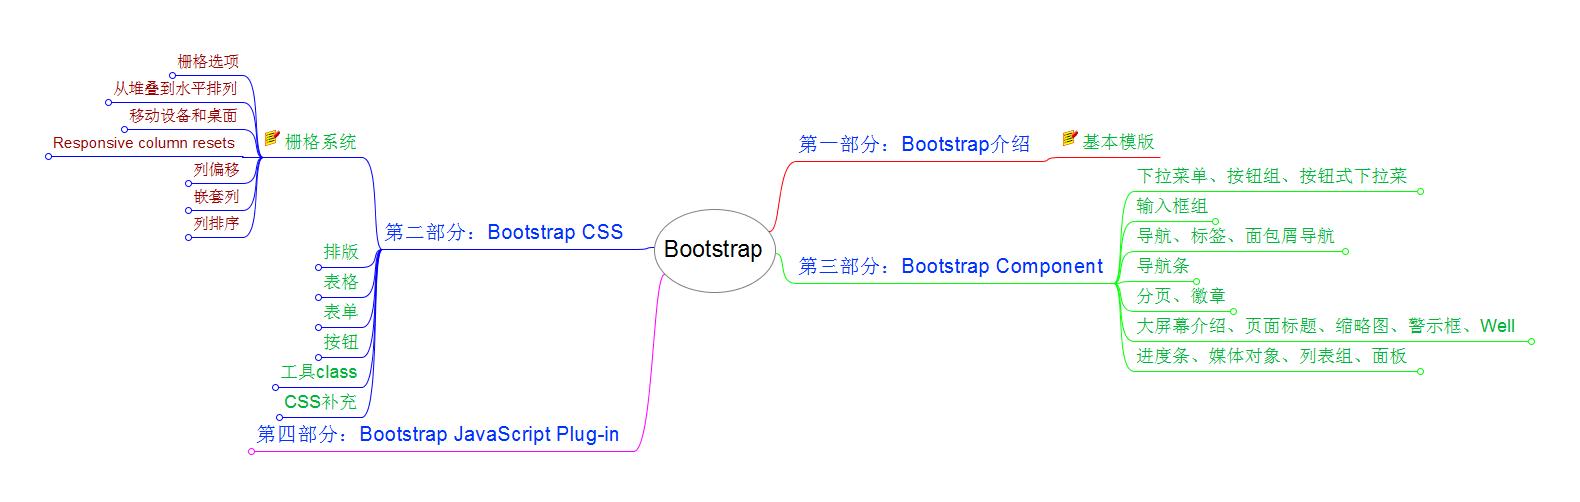 Bootstrap
第一部分：Bootstrap介绍
基本模版
第二部分：Bootstrap CSS
栅格系统
栅格选项
从堆叠到水平排列
移动设备和桌面
Responsive column resets
列偏移
嵌套列
列排序
排版
表格
表单
按钮
工具class
CSS补充
第三部分：Bootstrap Component
下拉菜单、按钮组、按钮式下拉菜
输入框组
导航、标签、面包屑导航
导航条
分页、徽章
大屏幕介绍、页面标题、缩略图、警示框、Well
进度条、媒体对象、列表组、面板
第四部分：Bootstrap JavaScript Plug-in